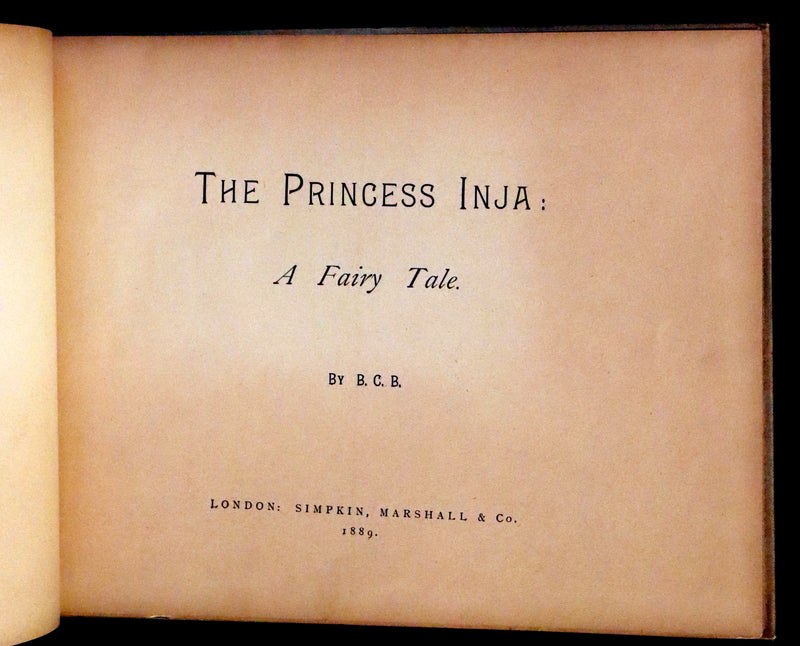 THE PRINCESS INJA:
A Fairy Tale.
BY B. C. B.
LONDON: SIMPKIN, MARSHALL & Co.
1889.